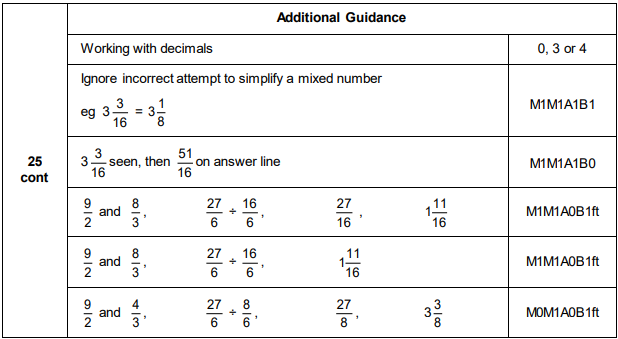 Additional Guidance
Working with decimals 0, 3 or 4
Ignore incorrect attempt to simplify a mixed number
eg 3 3/16 = 3 1/8 M1M1A1B1
25 cont
3 3/16 seen, then 51/16 on answer line M1M1A1B0
9/2 and 8/3, 27/6 ÷ 16/6, 27/16, 1 11/16 M1M1A0B1ft
9/2 and 8/3, 27/6 ÷ 16/6, 1 11/16 M1M1A0B1ft
9/2 and 4/3, 27/6 ÷ 8/6, 27/8, 3 3/8 M0M1A0B1ft